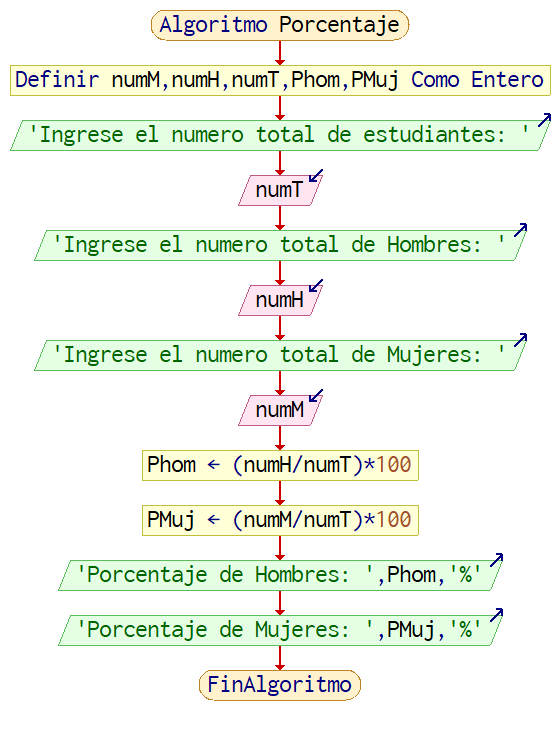 Algoritmo Porcentaje
Definir numM,numH,numT,Phom,PMuj Como Entero
'Ingrese el numero total de estudiantes: '
numT
'Ingrese el numero total de Hombres: '
numH
'Ingrese el numero total de Mujeres: '
numM
Phom ← (numH/numT)*100
PMuj ← (numM/numT)*100
'Porcentaje de Hombres: ',Phom,'%'
'Porcentaje de Mujeres: ',PMuj,'%'
FinAlgoritmo